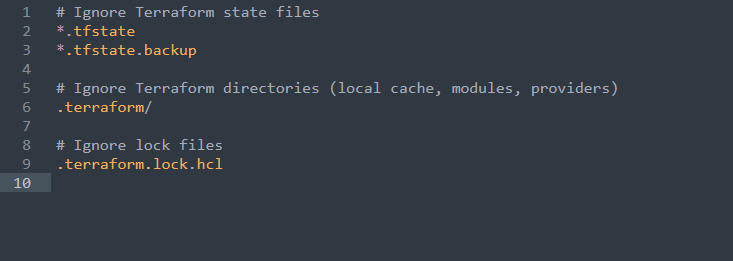 1 # Ignore Terraform state files
2 *.tfstate
3 *.tfstate.backup
4
5 # Ignore Terraform directories (local cache, modules, providers)
6 .terraform/
7
8 # Ignore lock files
9 .terraform.lock.hcl
10